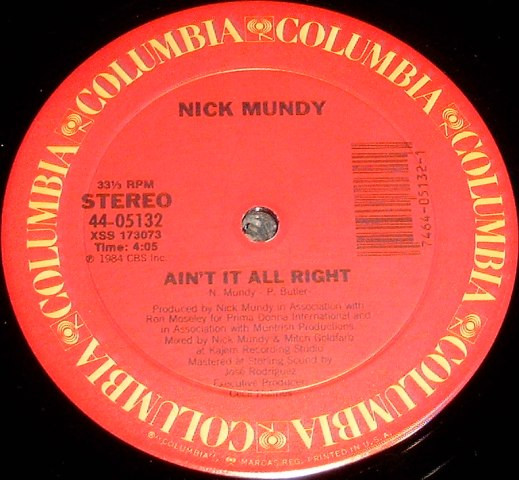 COLUMBIA COLUMBIA COLUMBIA COLUMBIA COLUMBIA COLUMBIA
NICK MUNDY
33⅓ RPM
STEREO
44-05132
XSS 173073
Time: 4:05
℗ 1984 CBS Inc.
7464-05132-1
AIN'T IT ALL RIGHT
N. Mundy - P. Butler
Produced by Nick Mundy in Association with
Ron Moseley for Prima Donna International and
in Association with Muntrish Productions.
Mixed by Nick Mundy & Mitch Goldfarb
at Kajem Recording Studio
Mastered at Sterling Sound by
José Rodriguez
Executive Producer:
"COLUMBIA", MARCAS REG. PRINTED IN U.S.A.